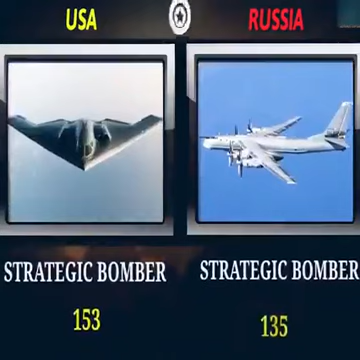 USA
RUSSIA
STRATEGIC BOMBER
STRATEGIC BOMBER
153
135